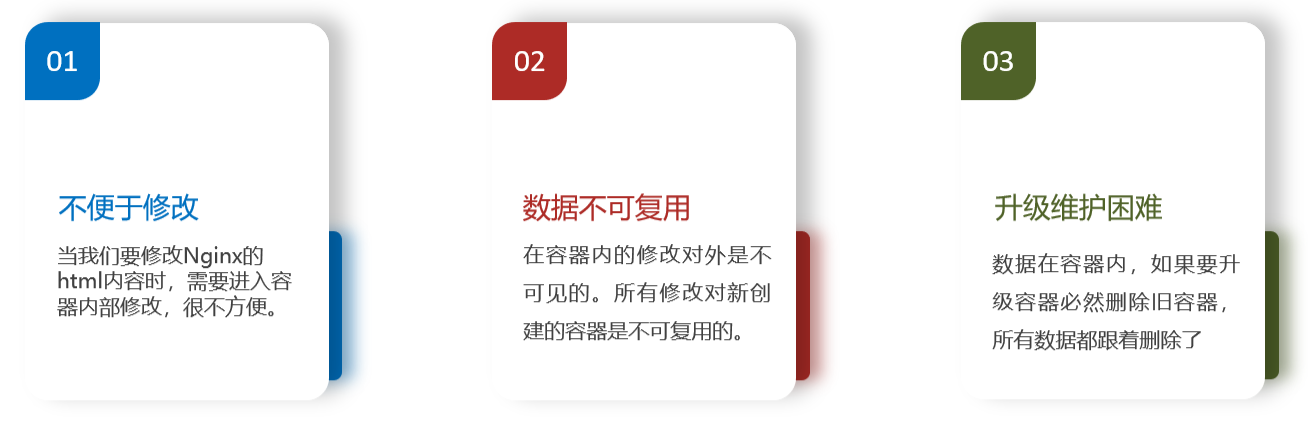 01
不便于修改
当我们要修改Nginx的
html内容时，需要进入容
器内部修改，很不方便。
02
数据不可复用
在容器内的修改对外是不
可见的。所有修改对新创
建的容器是不可复用的。
03
升级维护困难
数据在容器内，如果要升
级容器必然删除旧容器，
所有数据都跟着删除了